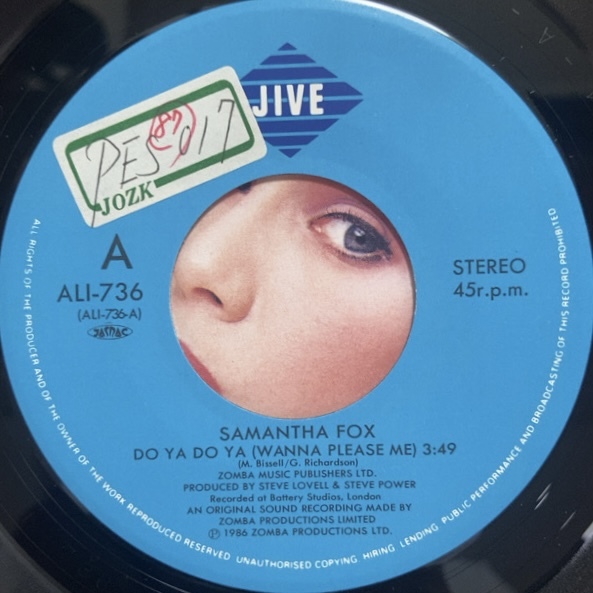 JIVE
PES 017
(87)
JOZK
A
ALI-736
(ALI-736-A)
JASRAC
STEREO
45r.p.m.
SAMANTHA FOX
DO YA DO YA (WANNA PLEASE ME) 3:49
(M. Bissell/G. Richardson)
ZOMBA MUSIC PUBLISHERS LTD.
PRODUCED BY STEVE LOVELL & STEVE POWER
Recorded at Battery Studios, London
AN ORIGINAL SOUND RECORDING MADE BY
ZOMBA PRODUCTIONS LIMITED
Ⓟ 1986 ZOMBA PRODUCTIONS LTD.
ALL RIGHTS OF THE PRODUCER AND OF THE OWNER OF THE WORK REPRODUCED RESERVED UNAUTHORISED COPYING, HIRING, LENDING, PUBLIC PERFORMANCE AND BROADCASTING OF THIS RECORD PROHIBITED